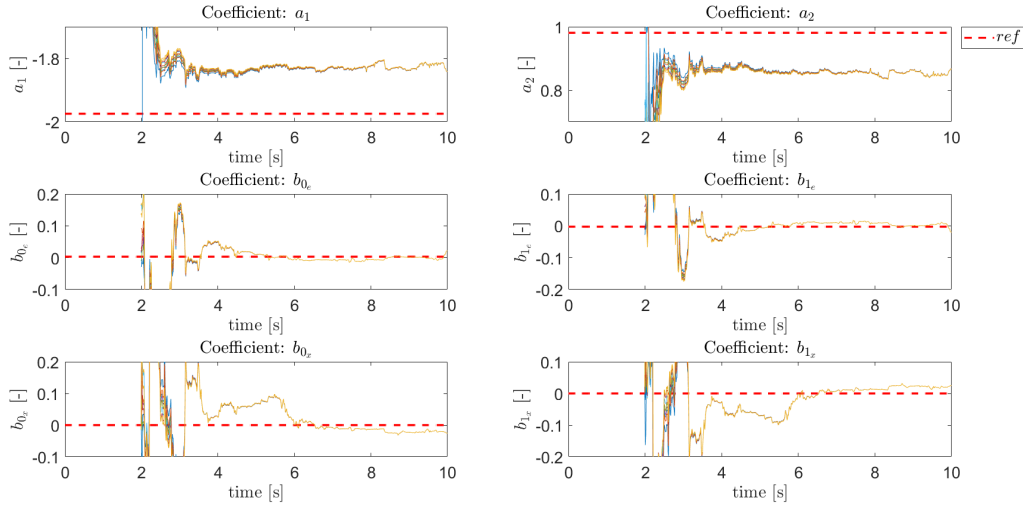 Coefficient: a₁
a₁ [-]
-1.8
-2
0 2 4 6 8 10
time [s]
Coefficient: a₂
a₂ [-]
1
0.8
0 2 4 6 8 10
time [s]
ref
Coefficient: b₀ₑ
b₀ₑ [-]
0.2
0.1
0
-0.1
0 2 4 6 8 10
time [s]
Coefficient: b₁ₑ
b₁ₑ [-]
0.1
0
-0.1
-0.2
0 2 4 6 8 10
time [s]
Coefficient: b₀ₓ
b₀ₓ [-]
0.2
0.1
0
-0.1
0 2 4 6 8 10
time [s]
Coefficient: b₁ₓ
b₁ₓ [-]
0.1
0
-0.1
-0.2
0 2 4 6 8 10
time [s]